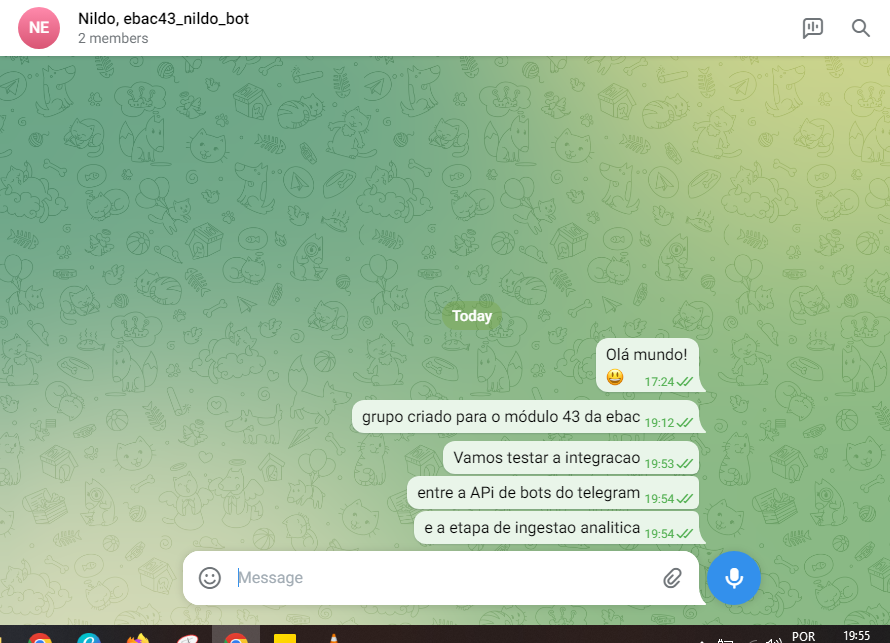 NE
Nildo, ebac43_nildo_bot
2 members
Today
Olá mundo!
😃 17:24
grupo criado para o módulo 43 da ebac 19:12
Vamos testar a integracao 19:53
entre a APi de bots do telegram 19:54
e a etapa de ingestao analitica 19:54
Message
POR
19:55